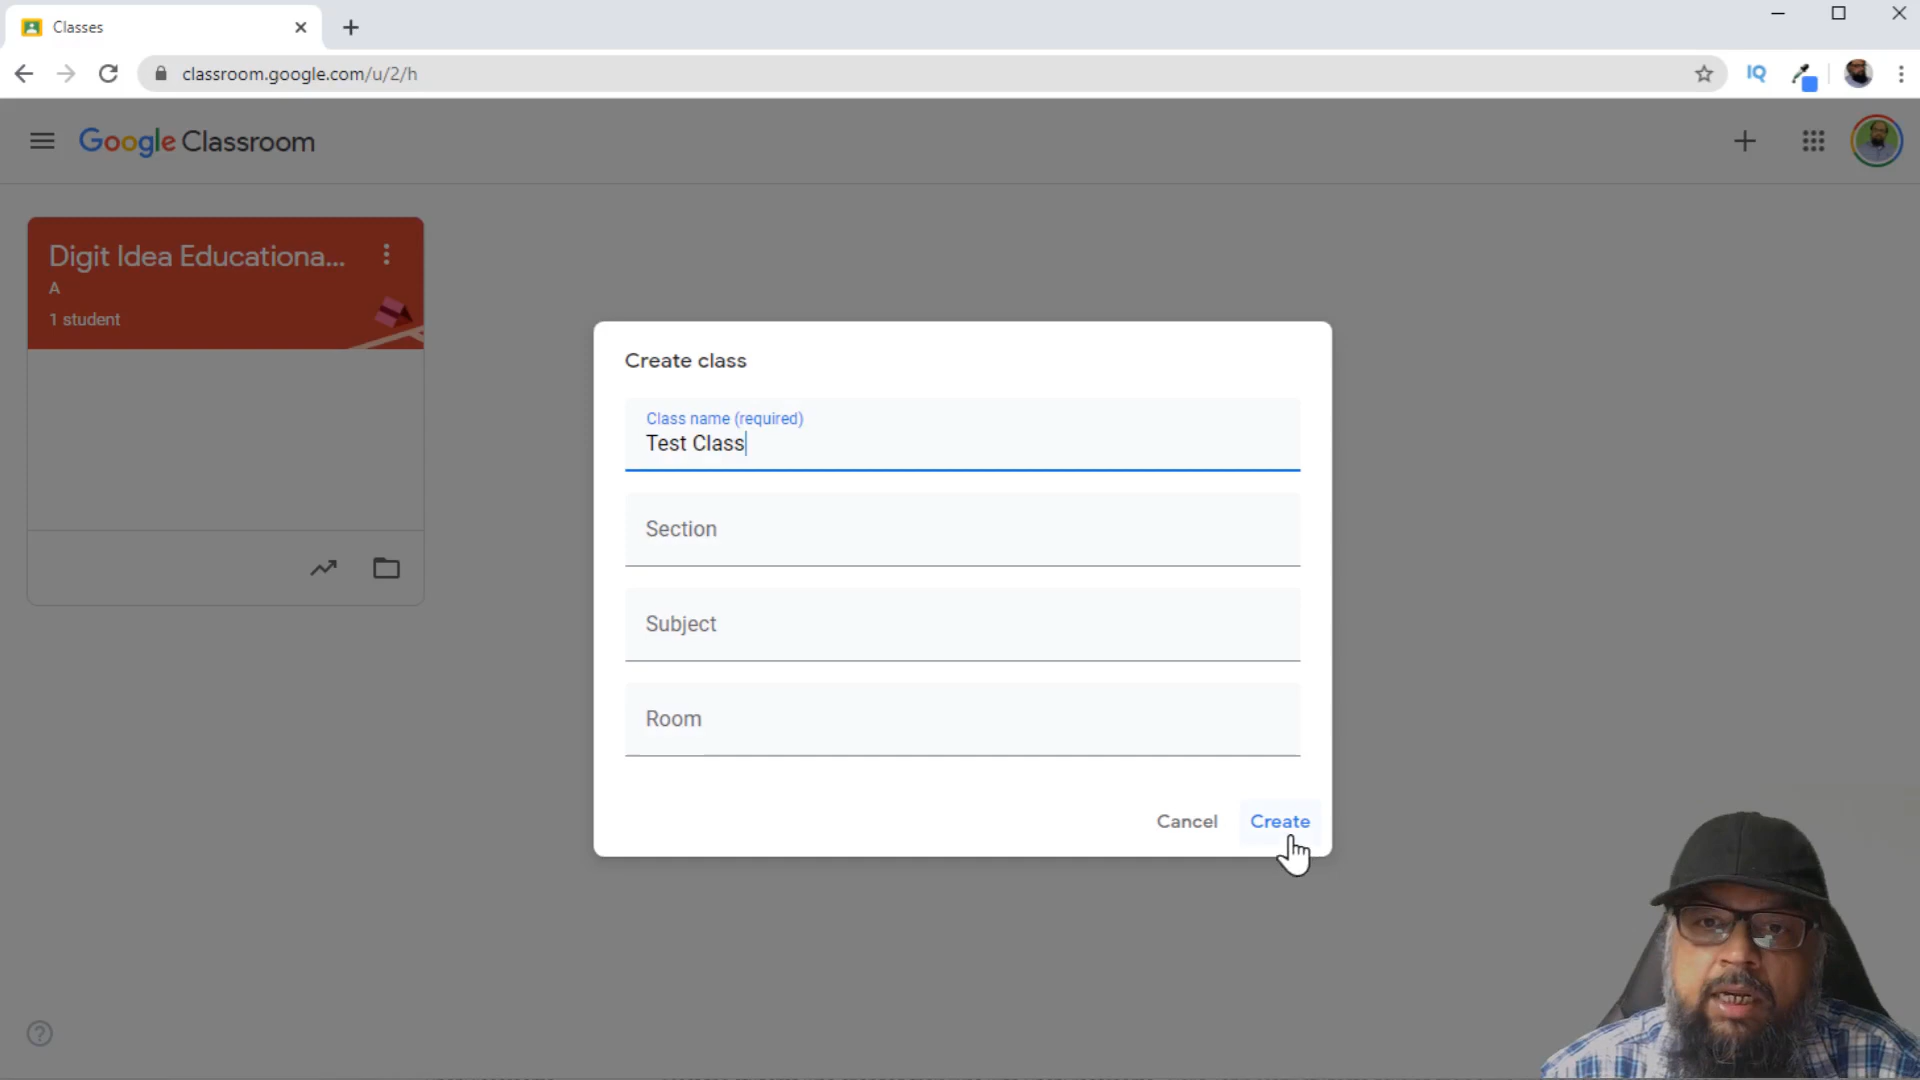 Classes
classroom.google.com/u/2/h
IQ
Google Classroom
Digit Idea Educationa...
A
1 student
Create class
Class name (required)
Test Class
Section
Subject
Room
Cancel
Create